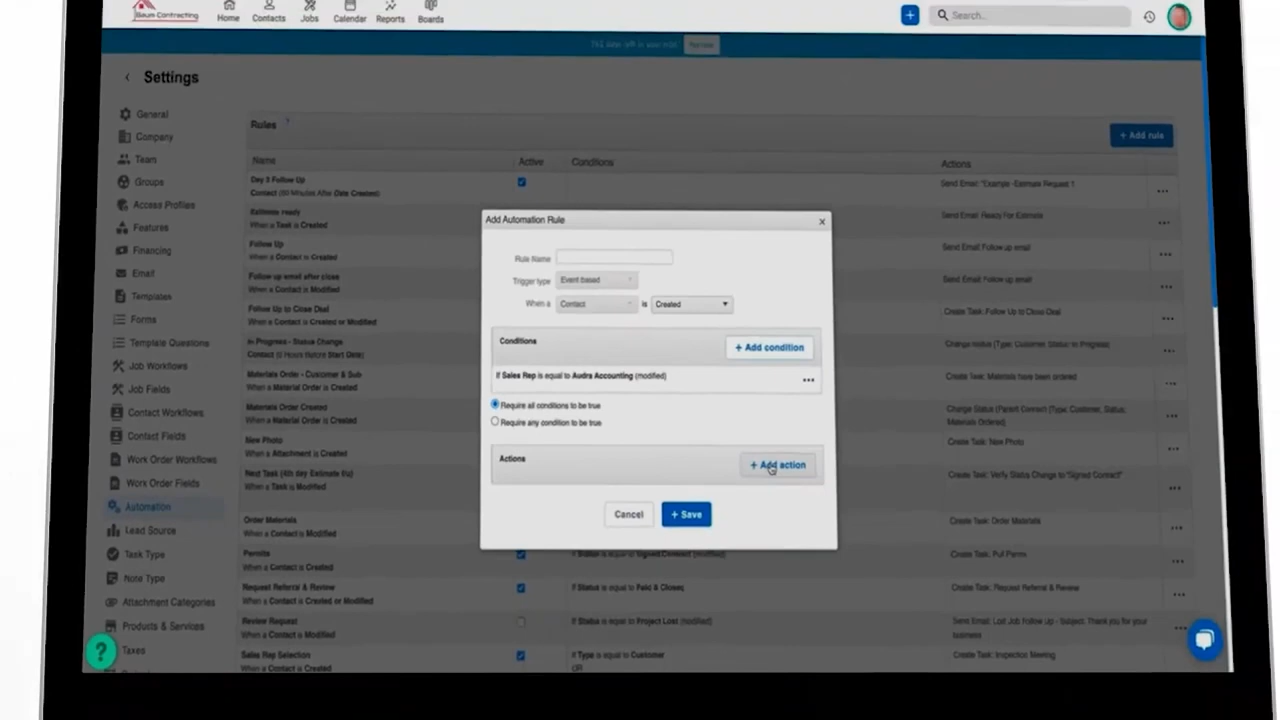 Baum Contracting
Home Contacts Jobs Calendar Reports Boards
Search...
Settings
General
Company
Team
Groups
Access Profiles
Features
Financing
Email
Templates
Forms
Template Questions
Job Workflows
Job Fields
Contact Workflows
Contact Fields
Work Order Workflows
Work Order Fields
Automation
Lead Source
Task Type
Note Type
Attachment Categories
Products & Services
Taxes
Rules ?
+ Add rule
Name Active Conditions Actions
Day 3 Follow Up
Contact (60 Minutes After Date Created)
Send Email: "Example -Estimate Request 1
Estimate ready
When a Task is Created
Send Email: Ready For Estimate
Follow Up
When a Contact is Created
Send Email: Follow up email
Follow up email after close
When a Contact is Modified
Send Email: Follow up email
Follow Up to Close Deal
When a Contact is Created or Modified
Create Task: Follow Up to Close Deal
In Progress - Status Change
Contact (0 Hours Before Start Date)
Change Status (Type: Customer Status to Progress)
Materials Order - Customer & Sub
When a Material Order is Created
Create Task: Materials have been ordered
Materials Order Created
When a Material Order is Created
Change Status (Parent Contact) (Type: Customer, Status:
Materials Ordered)
New Photo
When a Attachment is Created
Create Task: New Photo
Next Task (4th day Estimate f/u)
When a Task is Modified
Create Task: Verify Status Change to "Signed Contract"
Order Materials
When a Contact is Modified
Create Task: Order Materials
Permits
When a Contact is Created
If Status is equal to Signed Contract (modified)
Create Task: Pull Permit
Request Referral & Review
When a Contact is Created or Modified
If Status is equal to Paid & Closed
Create Task: Request Referral & Review
Review Request
When a Contact is Modified
If Status is equal to Project Lost (modified)
Send Email: Lost Job Follow Up - Subject: Thank you for your
business
Sales Rep Selection
When a Contact is Created
If Type is equal to Customer
OR
Create Task: Inspection Meeting
Add Automation Rule x
Rule Name
Trigger type Event based
When a Contact is Created
Conditions
+ Add condition
If Sales Rep is equal to Audra Accounting (modified)
Require all conditions to be true
Require any condition to be true
Actions
+ Add action
Cancel + Save
?